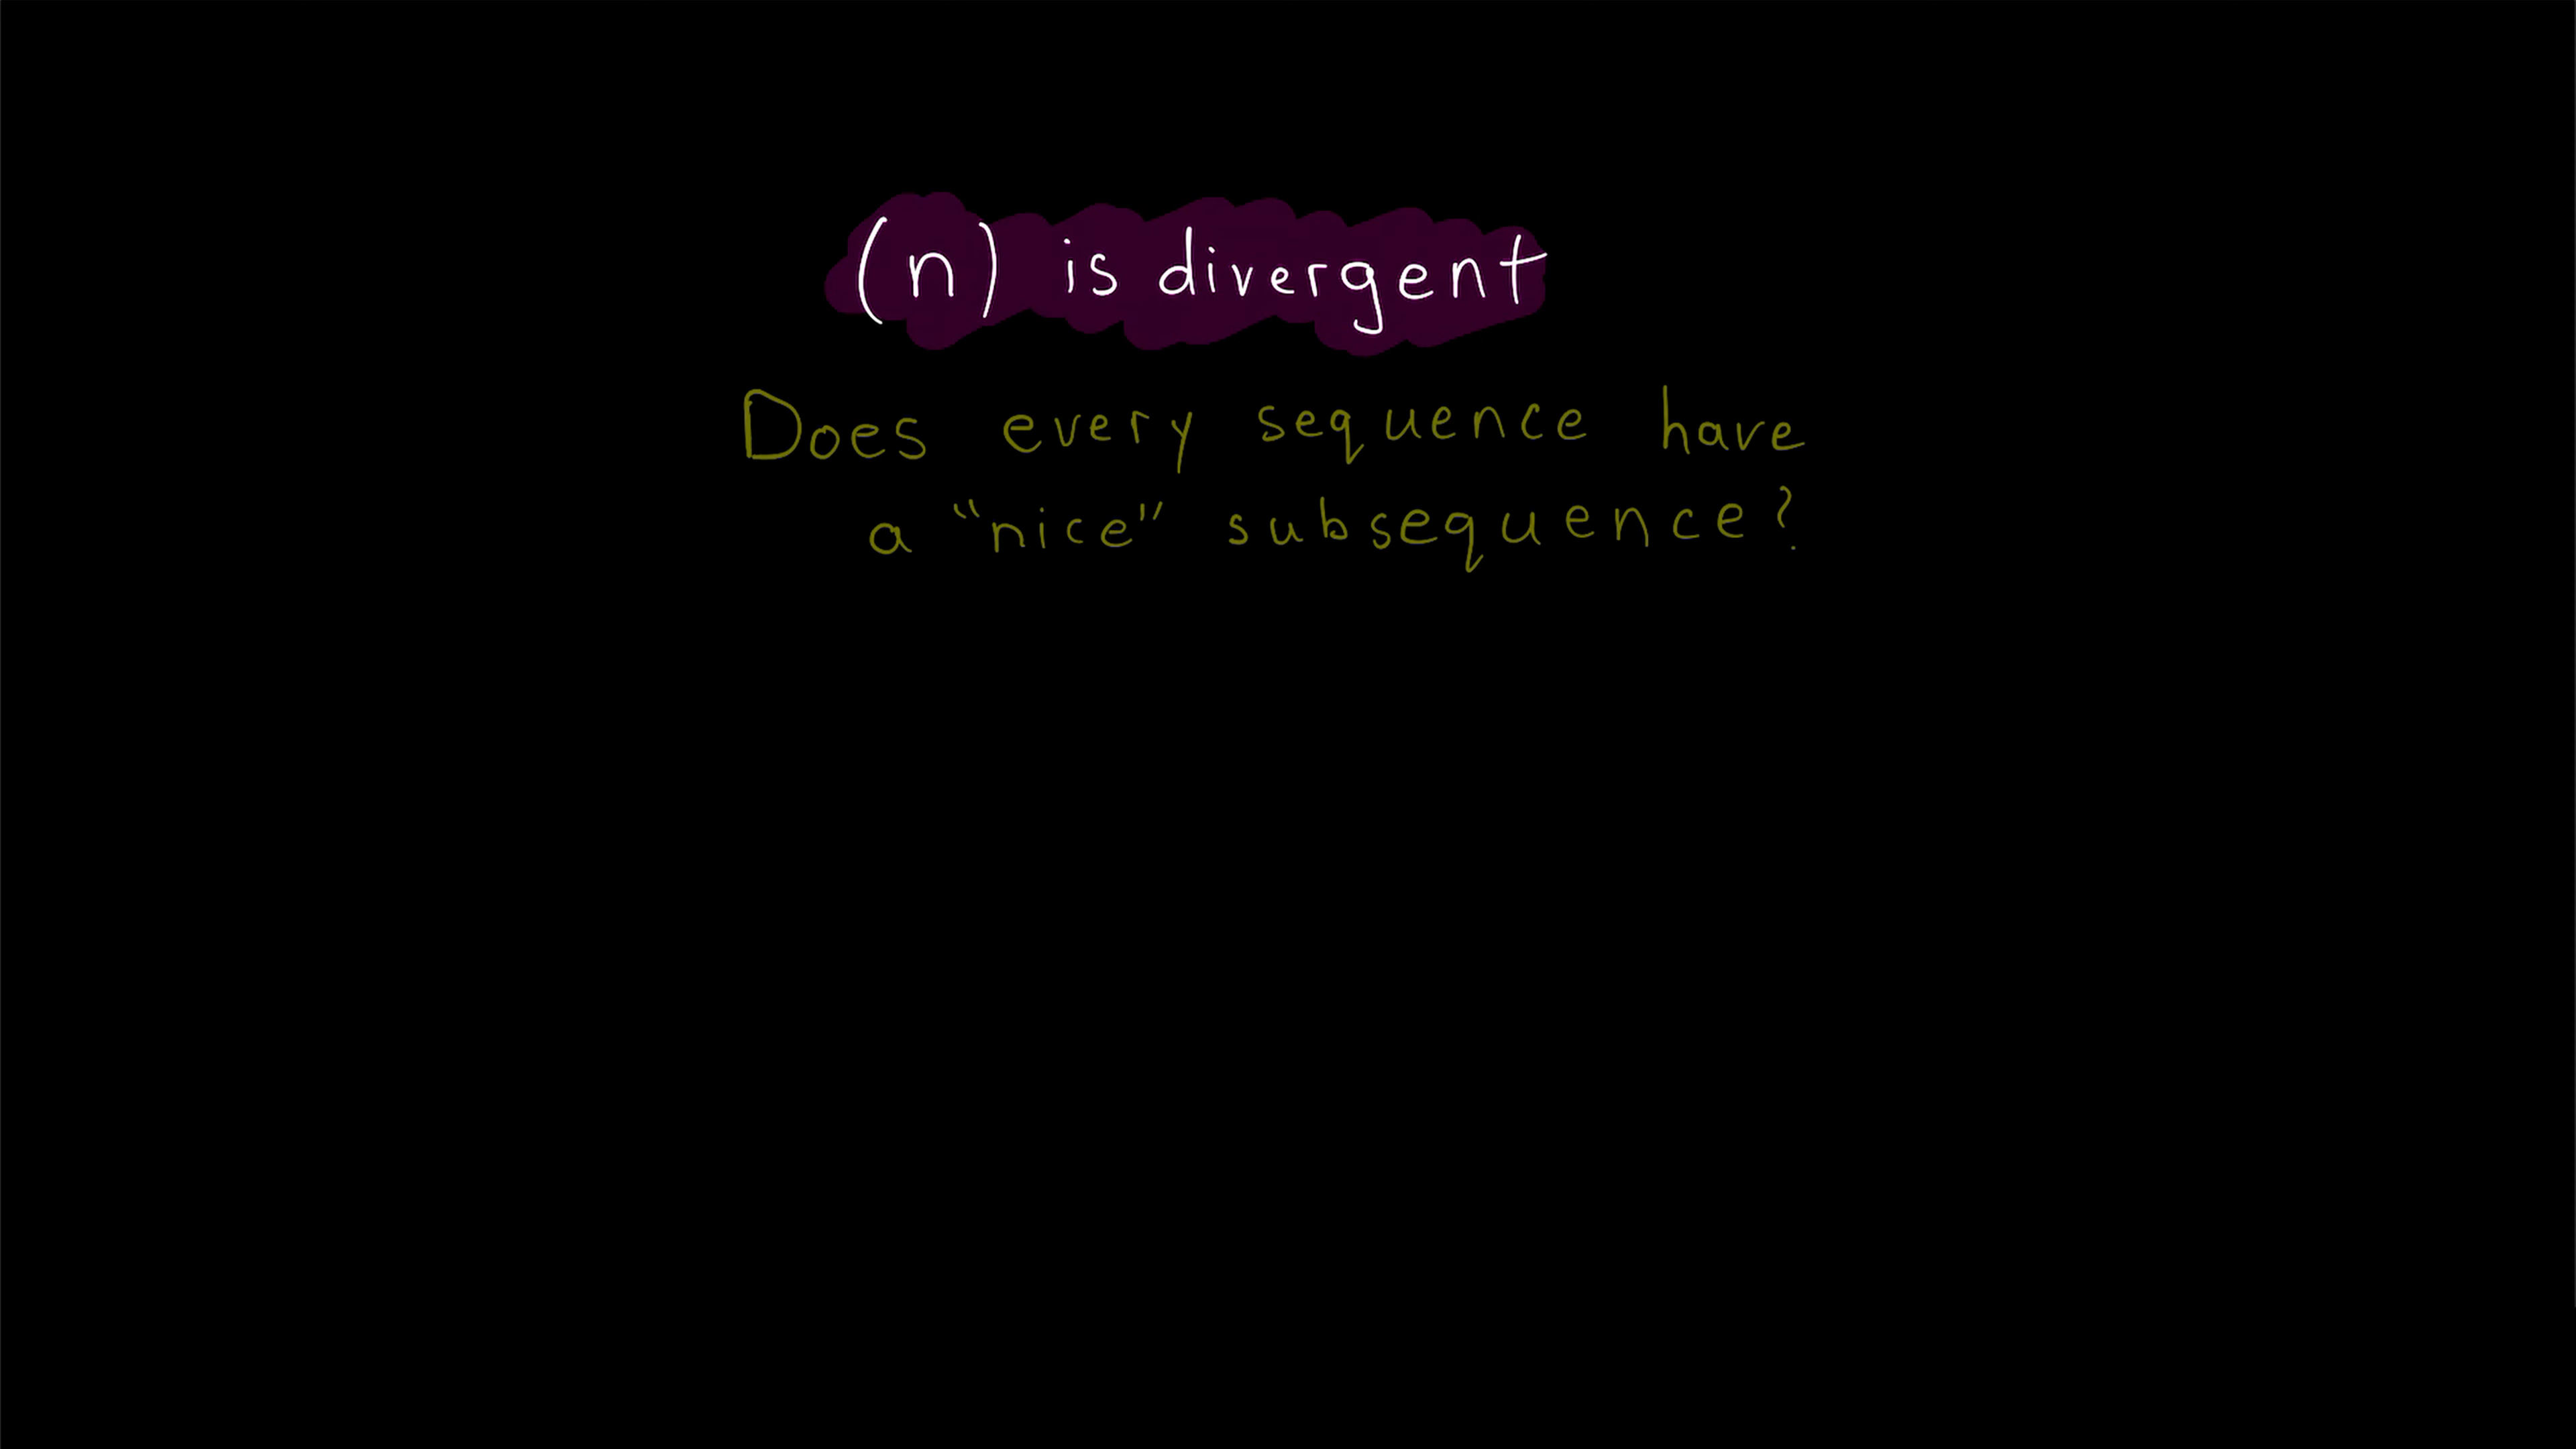 (n) is divergent
Does every sequence have
a “nice” subsequence?